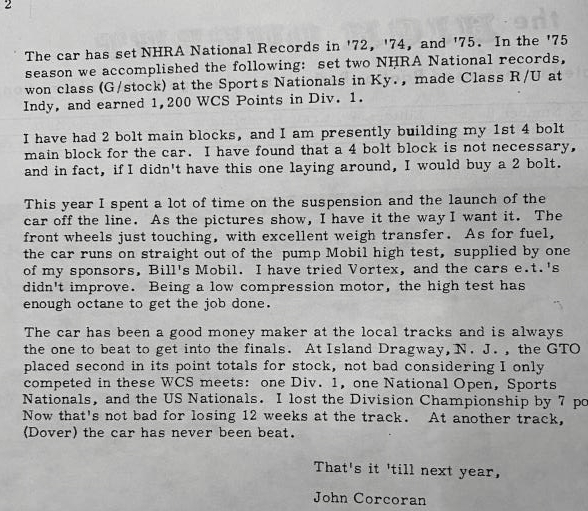 2
The car has set NHRA National Records in '72, '74, and '75. In the '75
season we accomplished the following: set two NHRA National records,
won class (G/stock) at the Sports Nationals in Ky., made Class R/U at
Indy, and earned 1,200 WCS Points in Div. 1.
I have had 2 bolt main blocks, and I am presently building my 1st 4 bolt
main block for the car. I have found that a 4 bolt block is not necessary,
and in fact, if I didn't have this one laying around, I would buy a 2 bolt.
This year I spent a lot of time on the suspension and the launch of the
car off the line. As the pictures show, I have it the way I want it. The
front wheels just touching, with excellent weigh transfer. As for fuel,
the car runs on straight out of the pump Mobil high test, supplied by one
of my sponsors, Bill's Mobil. I have tried Vortex, and the cars e.t.'s
didn't improve. Being a low compression motor, the high test has
enough octane to get the job done.
The car has been a good money maker at the local tracks and is always
the one to beat to get into the finals. At Island Dragway, N. J. , the GTO
placed second in its point totals for stock, not bad considering I only
competed in these WCS meets: one Div. 1, one National Open, Sports
Nationals, and the US Nationals. I lost the Division Championship by 7 po
Now that's not bad for losing 12 weeks at the track. At another track,
(Dover) the car has never been beat.
That's it 'till next year,
John Corcoran